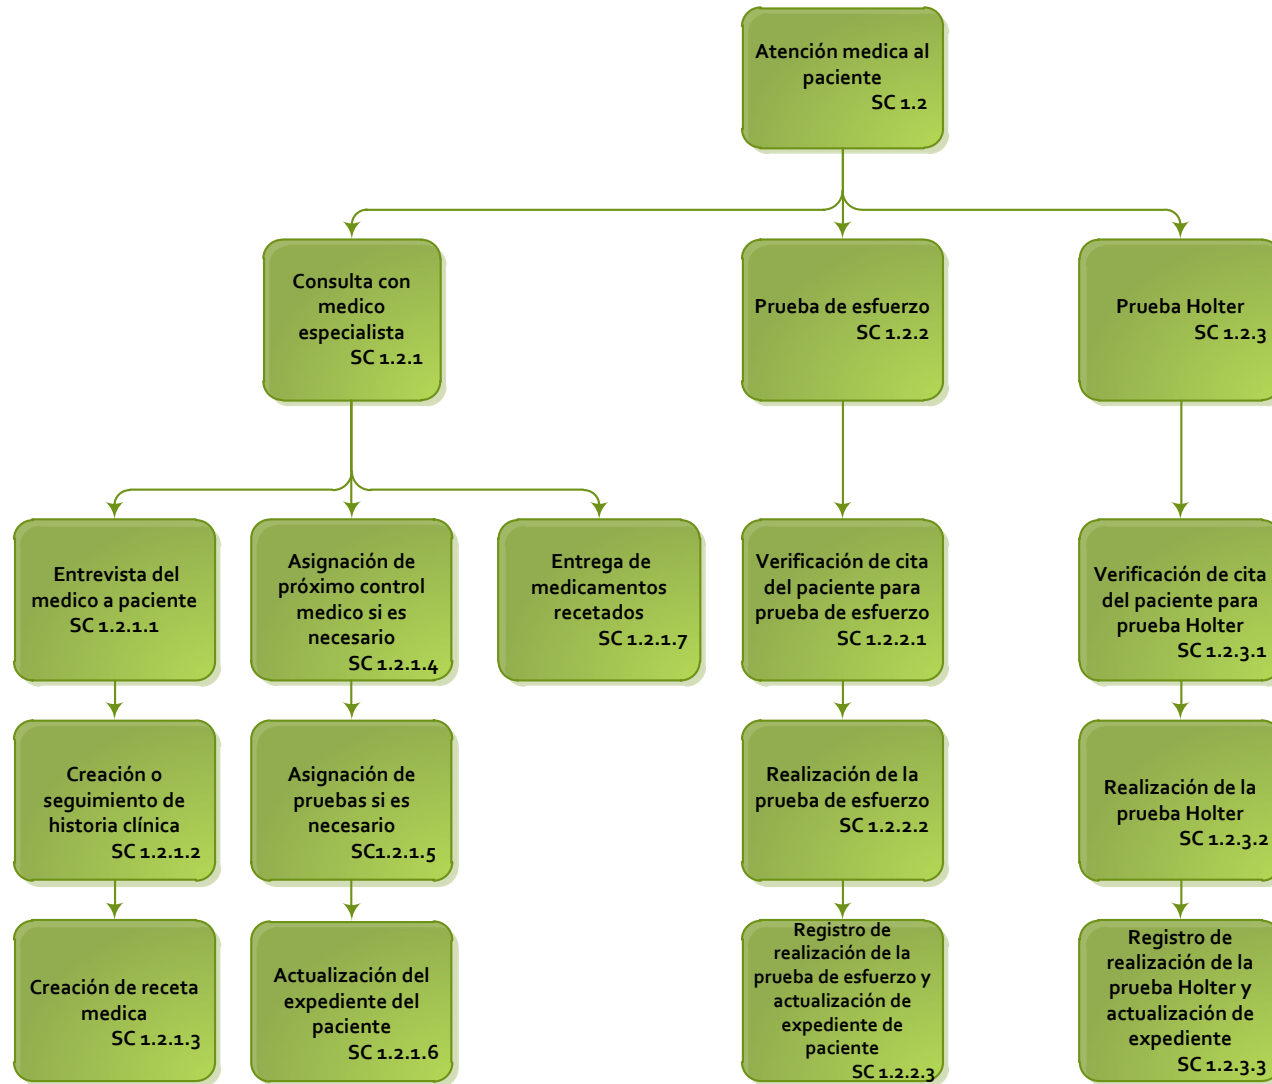 Atención medica al
paciente
SC 1.2
Consulta con
medico
especialista
SC 1.2.1
Prueba de esfuerzo
SC 1.2.2
Prueba Holter
SC 1.2.3
Entrevista del
medico a paciente
SC 1.2.1.1
Asignación de
próximo control
medico si es
necesario
SC 1.2.1.4
Entrega de
medicamentos
recetados
SC 1.2.1.7
Verificación de cita
del paciente para
prueba de esfuerzo
SC 1.2.2.1
Verificación de cita
del paciente para
prueba Holter
SC 1.2.3.1
Creación o
seguimiento de
historia clínica
SC 1.2.1.2
Asignación de
pruebas si es
necesario
SC1.2.1.5
Realización de la
prueba de esfuerzo
SC 1.2.2.2
Realización de la
prueba Holter
SC 1.2.3.2
Creación de receta
medica
SC 1.2.1.3
Actualización del
expediente del
paciente
SC 1.2.1.6
Registro de
realización de la
prueba de esfuerzo y
actualización de
expediente de
paciente
SC 1.2.2.3
Registro de
realización de la
prueba Holter y
actualización de
expediente
SC 1.2.3.3